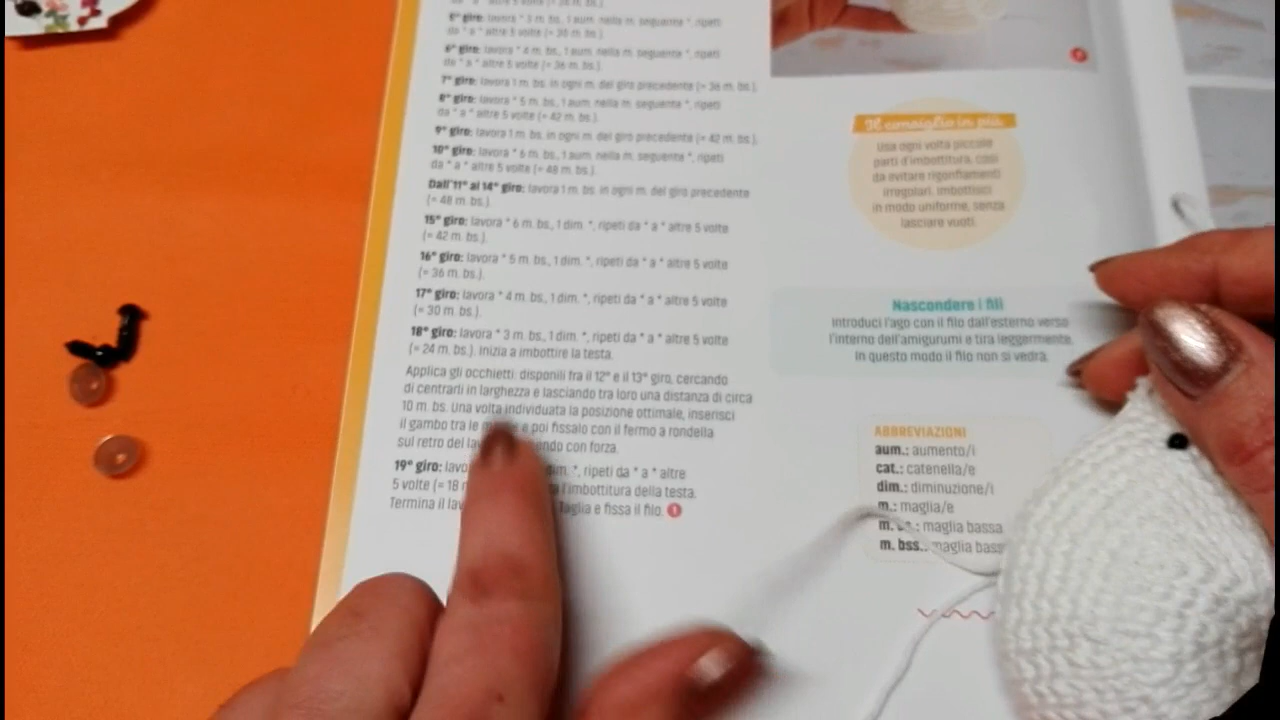 altre 5 volte (= 30 m. bs.).
6° giro: lavora * 4 m. bs., 1 aum. nella m. seguente *, ripeti
da * a * altre 5 volte (= 36 m. bs.).
7° giro: lavora 1 m. bs. in ogni m. del giro precedente (= 36 m. bs.).
8° giro: lavora * 5 m. bs., 1 aum. nella m. seguente *, ripeti
da * a * altre 5 volte (= 42 m. bs.).
9° giro: lavora 1 m. bs. in ogni m. del giro precedente (= 42 m. bs.).
10° giro: lavora * 6 m. bs., 1 aum. nella m. seguente *, ripeti
da * a * altre 5 volte (= 48 m. bs.).
Dall'11° al 14° giro: lavora 1 m. bs. in ogni m. del giro precedente
(= 48 m. bs.).
15° giro: lavora * 6 m. bs., 1 dim. *, ripeti da * a * altre 5 volte
(= 42 m. bs.).
16° giro: lavora * 5 m. bs., 1 dim. *, ripeti da * a * altre 5 volte
(= 36 m. bs.).
17° giro: lavora * 4 m. bs., 1 dim. *, ripeti da * a * altre 5 volte
(= 30 m. bs.).
18° giro: lavora * 3 m. bs., 1 dim. *, ripeti da * a * altre 5 volte
(= 24 m. bs.). Inizia a imbottire la testa.
Applica gli occhietti: disponili fra il 12° e il 13° giro, cercando
di centrarli in larghezza e lasciando tra loro una distanza di circa
10 m. bs. Una volta individuata la posizione ottimale, inserisci
il gambo tra le e poi fissalo con il fermo a rondella
sul retro del con forza.
19° giro: dim. *, ripeti da * a * altre
5 volte (= 18 l'imbottitura della testa.
Termina il e fissa il filo. 1
Il consiglio in più
Usa ogni volta piccole
parti d'imbottitura, così
da evitare rigonfiamenti
irregolari. Imbottisci
in modo uniforme, senza
lasciare vuoti.
Nascondere i fili
Introduci l'ago con il filo dall'esterno verso
l'interno dell'amigurumi e tira leggermente.
In questo modo il filo non si vedrà.
ABBREVIAZIONI
aum.: aumento/i
cat.: catenella/e
dim.: diminuzione/i
m.: maglia/e
m. bs.: maglia bassa
m. bss.: maglia bass